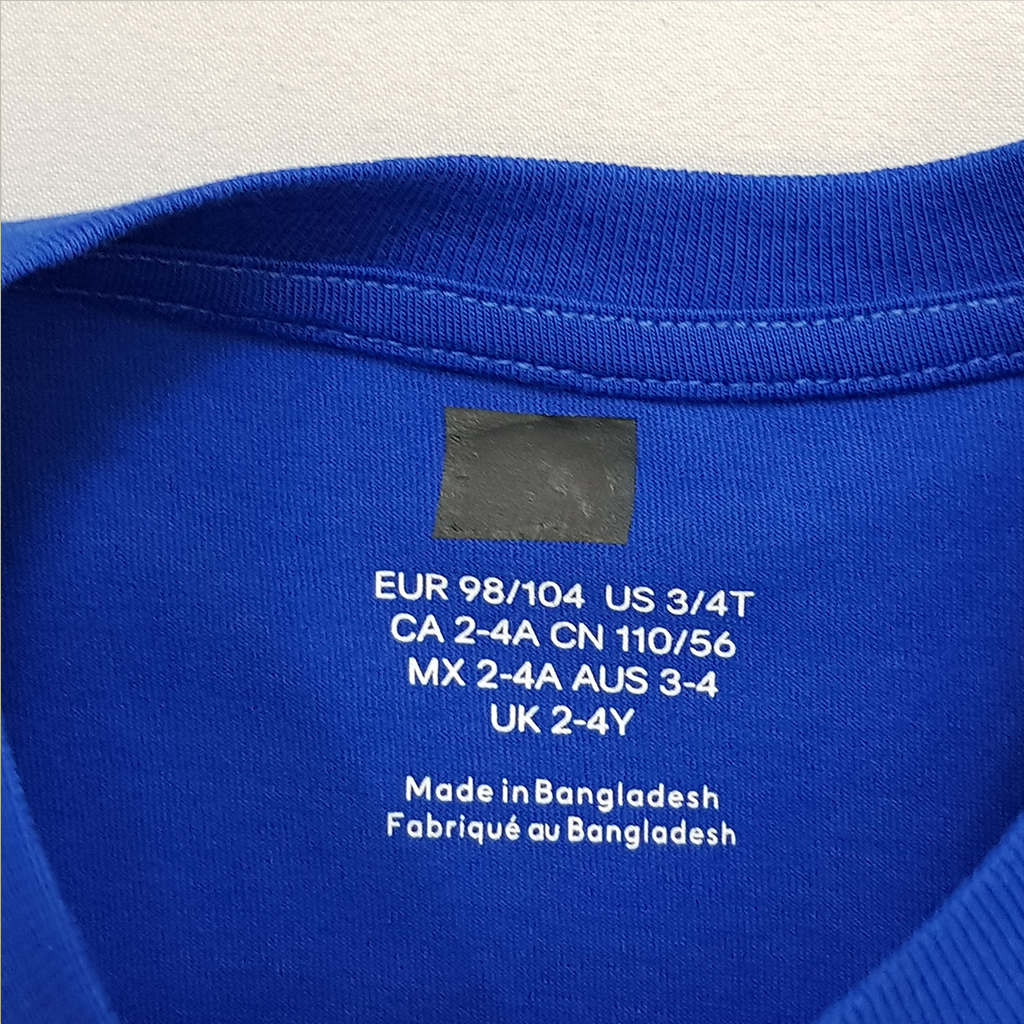 EUR 98/104 US 3/4T
CA 2-4A CN 110/56
MX 2-4A AUS 3-4
UK 2-4Y
Made in Bangladesh
Fabriqué au Bangladesh